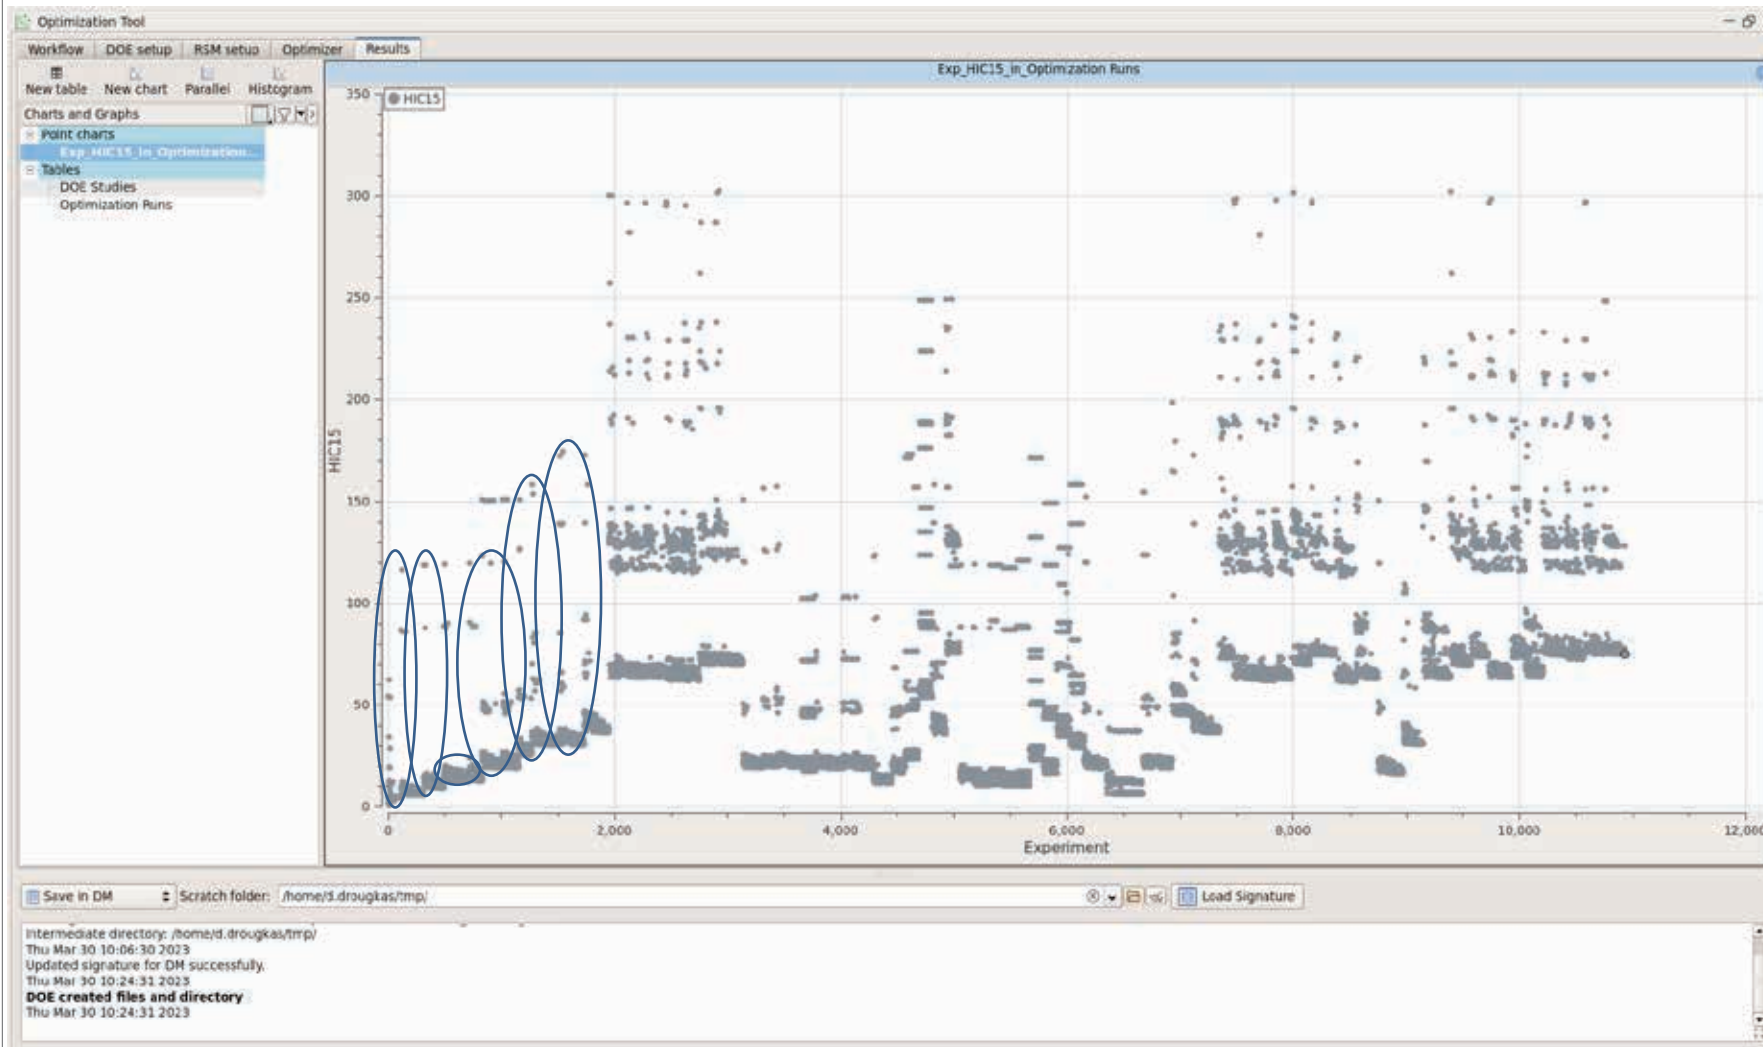 Optimization Tool
Workflow DOE setup RSM setup Optimizer Results
New table New chart Parallel Histogram
Charts and Graphs
Point charts
Exp_HIC15_in_Optimization...
Tables
DOE Studies
Optimization Runs
Exp_HIC15_in_Optimization Runs
HIC15
350
300
250
200
150
100
50
0
HIC15
0 2,000 4,000 6,000 8,000 10,000 12,000
Experiment
Save in DM Scratch folder: /home/d.drougkas/tmp/ Load Signature
Intermediate directory: /home/d.drougkas/tmp/
Thu Mar 30 10:06:30 2023
Updated signature for DM successfully.
Thu Mar 30 10:24:31 2023
DOE created files and directory
Thu Mar 30 10:24:31 2023